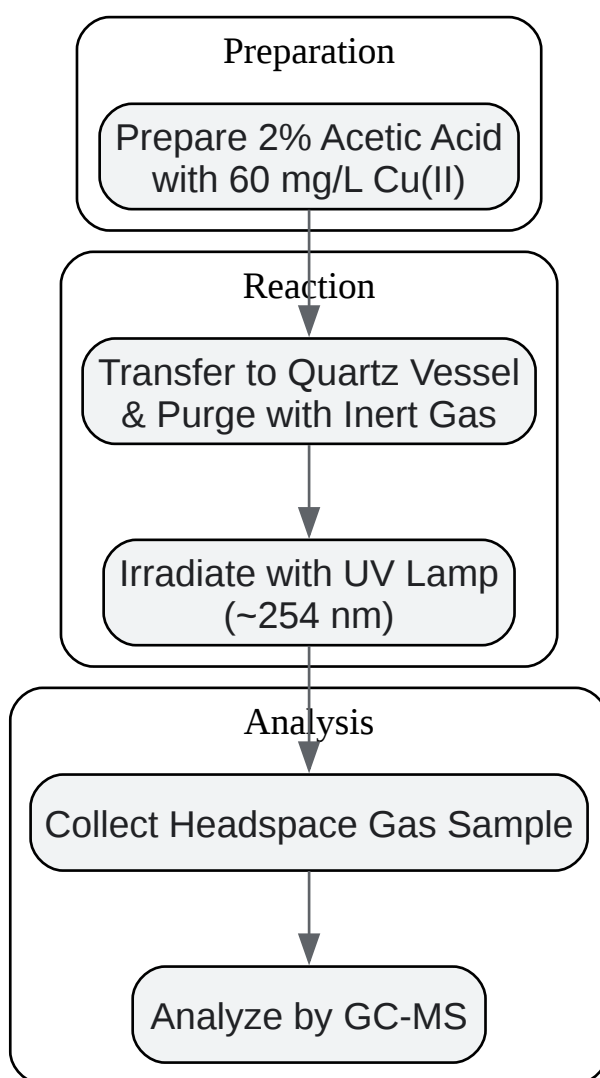 Preparation
Prepare 2% Acetic Acid
with 60 mg/L Cu(II)
Reaction
Transfer to Quartz Vessel
& Purge with Inert Gas
Irradiate with UV Lamp
(~254 nm)
Analysis
Collect Headspace Gas Sample
Analyze by GC-MS